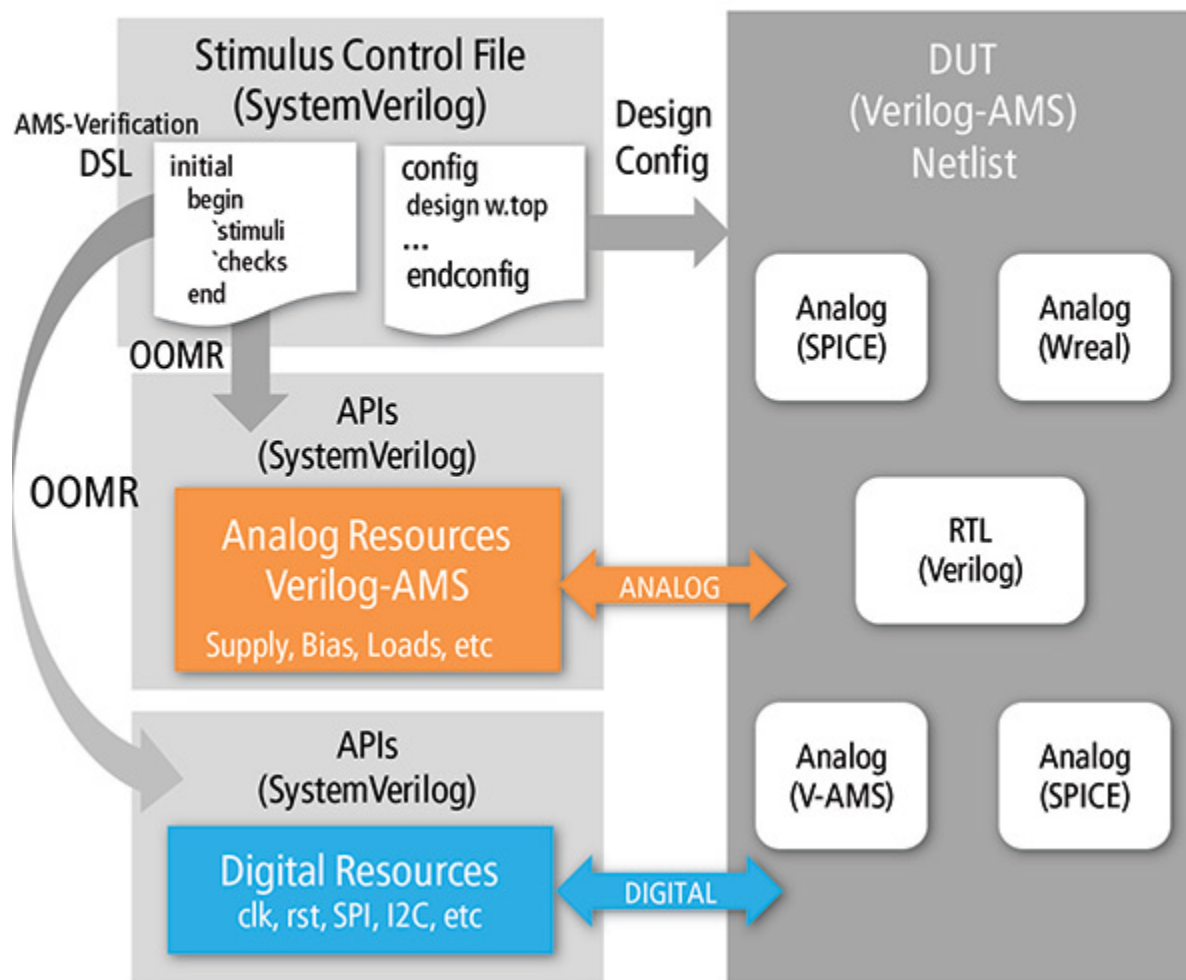 Stimulus Control File
(SystemVerilog)
AMS-Verification
DSL
initial
begin
`stimuli
`checks
end
config
design w.top
...
endconfig
Design
Config
OOMR
OOMR
APIs
(SystemVerilog)
Analog Resources
Verilog-AMS
Supply, Bias, Loads, etc
ANALOG
APIs
(SystemVerilog)
Digital Resources
clk, rst, SPI, I2C, etc
DIGITAL
DUT
(Verilog-AMS)
Netlist
Analog
(SPICE)
Analog
(Wreal)
RTL
(Verilog)
Analog
(V-AMS)
Analog
(SPICE)